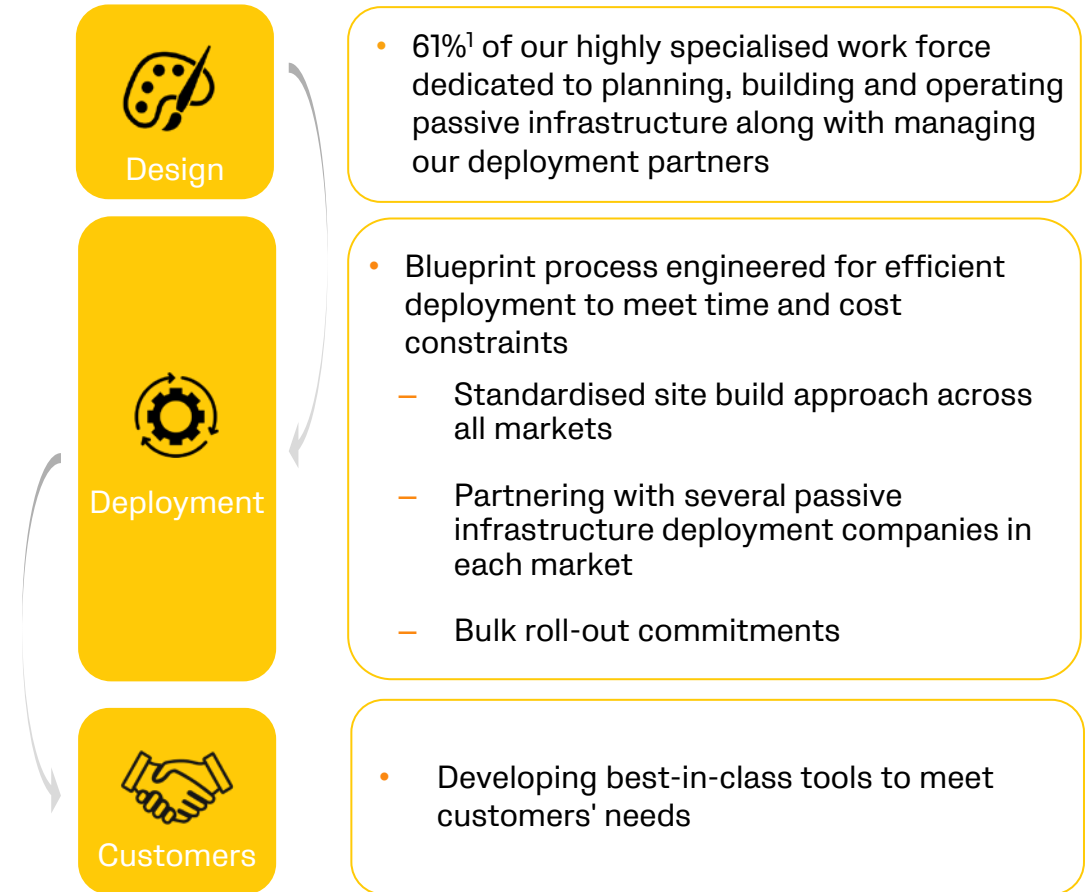 Design
• 61%¹ of our highly specialised work force
dedicated to planning, building and operating
passive infrastructure along with managing
our deployment partners
Deployment
• Blueprint process engineered for efficient
deployment to meet time and cost
constraints
– Standardised site build approach across
all markets
– Partnering with several passive
infrastructure deployment companies in
each market
– Bulk roll-out commitments
Customers
• Developing best-in-class tools to meet
customers' needs